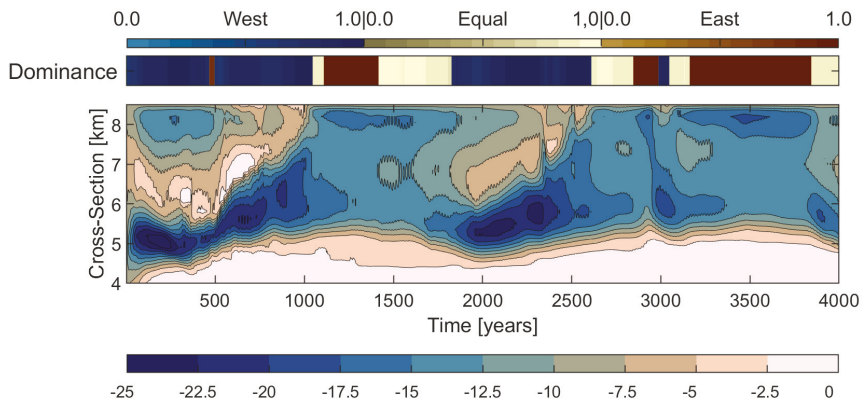 0.0 West 1.0|0.0 Equal 1,0|0.0 East 1.0
Dominance
Cross-Section [km]
8
7
6
5
4
500 1000 1500 2000 2500 3000 3500 4000
Time [years]
-25 -22.5 -20 -17.5 -15 -12.5 -10 -7.5 -5 -2.5 0